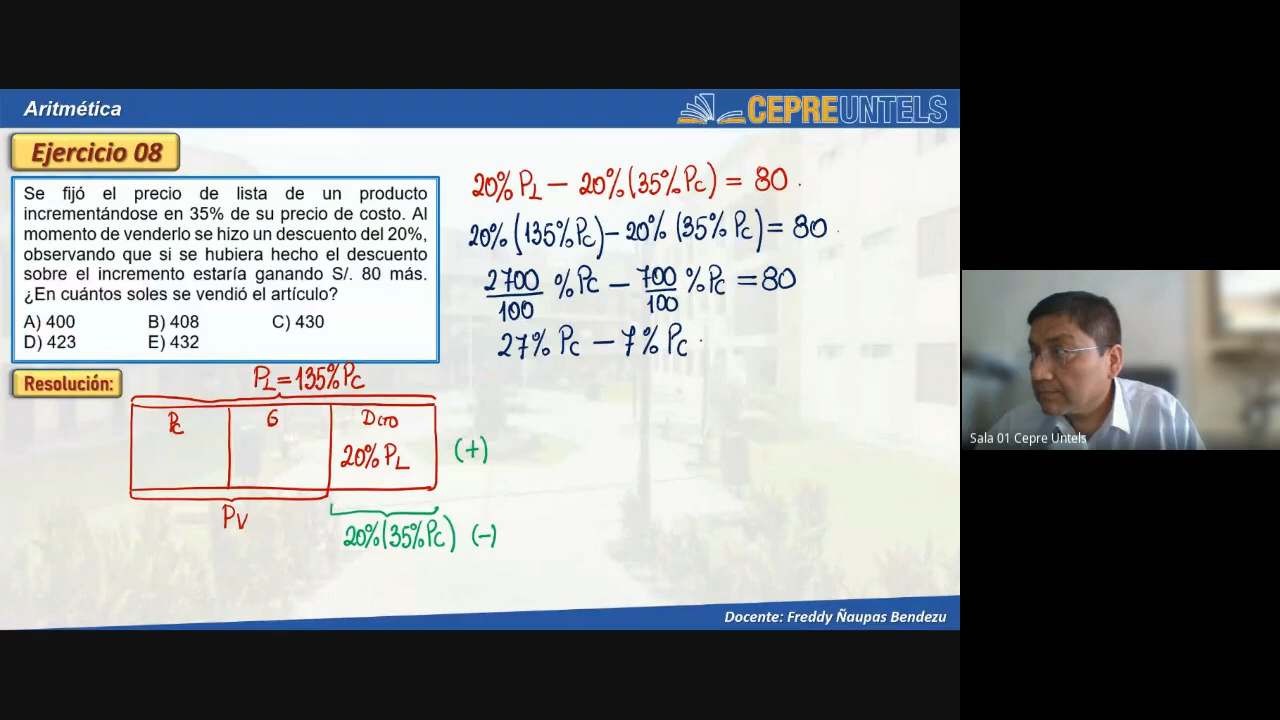 Aritmética
CEPREUNTELS
Ejercicio 08
Se fijó el precio de lista de un producto
incrementándose en 35% de su precio de costo. Al
momento de venderlo se hizo un descuento del 20%,
observando que si se hubiera hecho el descuento
sobre el incremento estaría ganando S/. 80 más.
¿En cuántos soles se vendió el artículo?
A) 400 B) 408 C) 430
D) 423 E) 432
Resolución:
PL = 135% Pc
Pc G Dcto
20% PL (+)
Pv
20% (35% Pc) (-)
20% PL - 20% (35% Pc) = 80
20% (135% Pc) - 20% (35% Pc) = 80
2700/100 % Pc - 700/100 % Pc = 80
27% Pc - 7% Pc
Sala 01 Cepre Untels
Docente: Freddy Ñaupas Bendezu